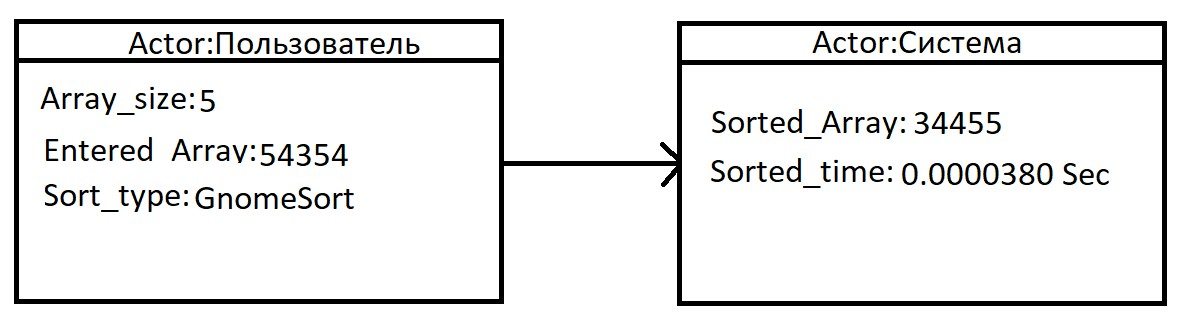 Actor:Пользователь
Array_size:5
Entered Array:54354
Sort_type:GnomeSort
Actor:Система
Sorted_Array: 34455
Sorted_time: 0.0000380 Sec